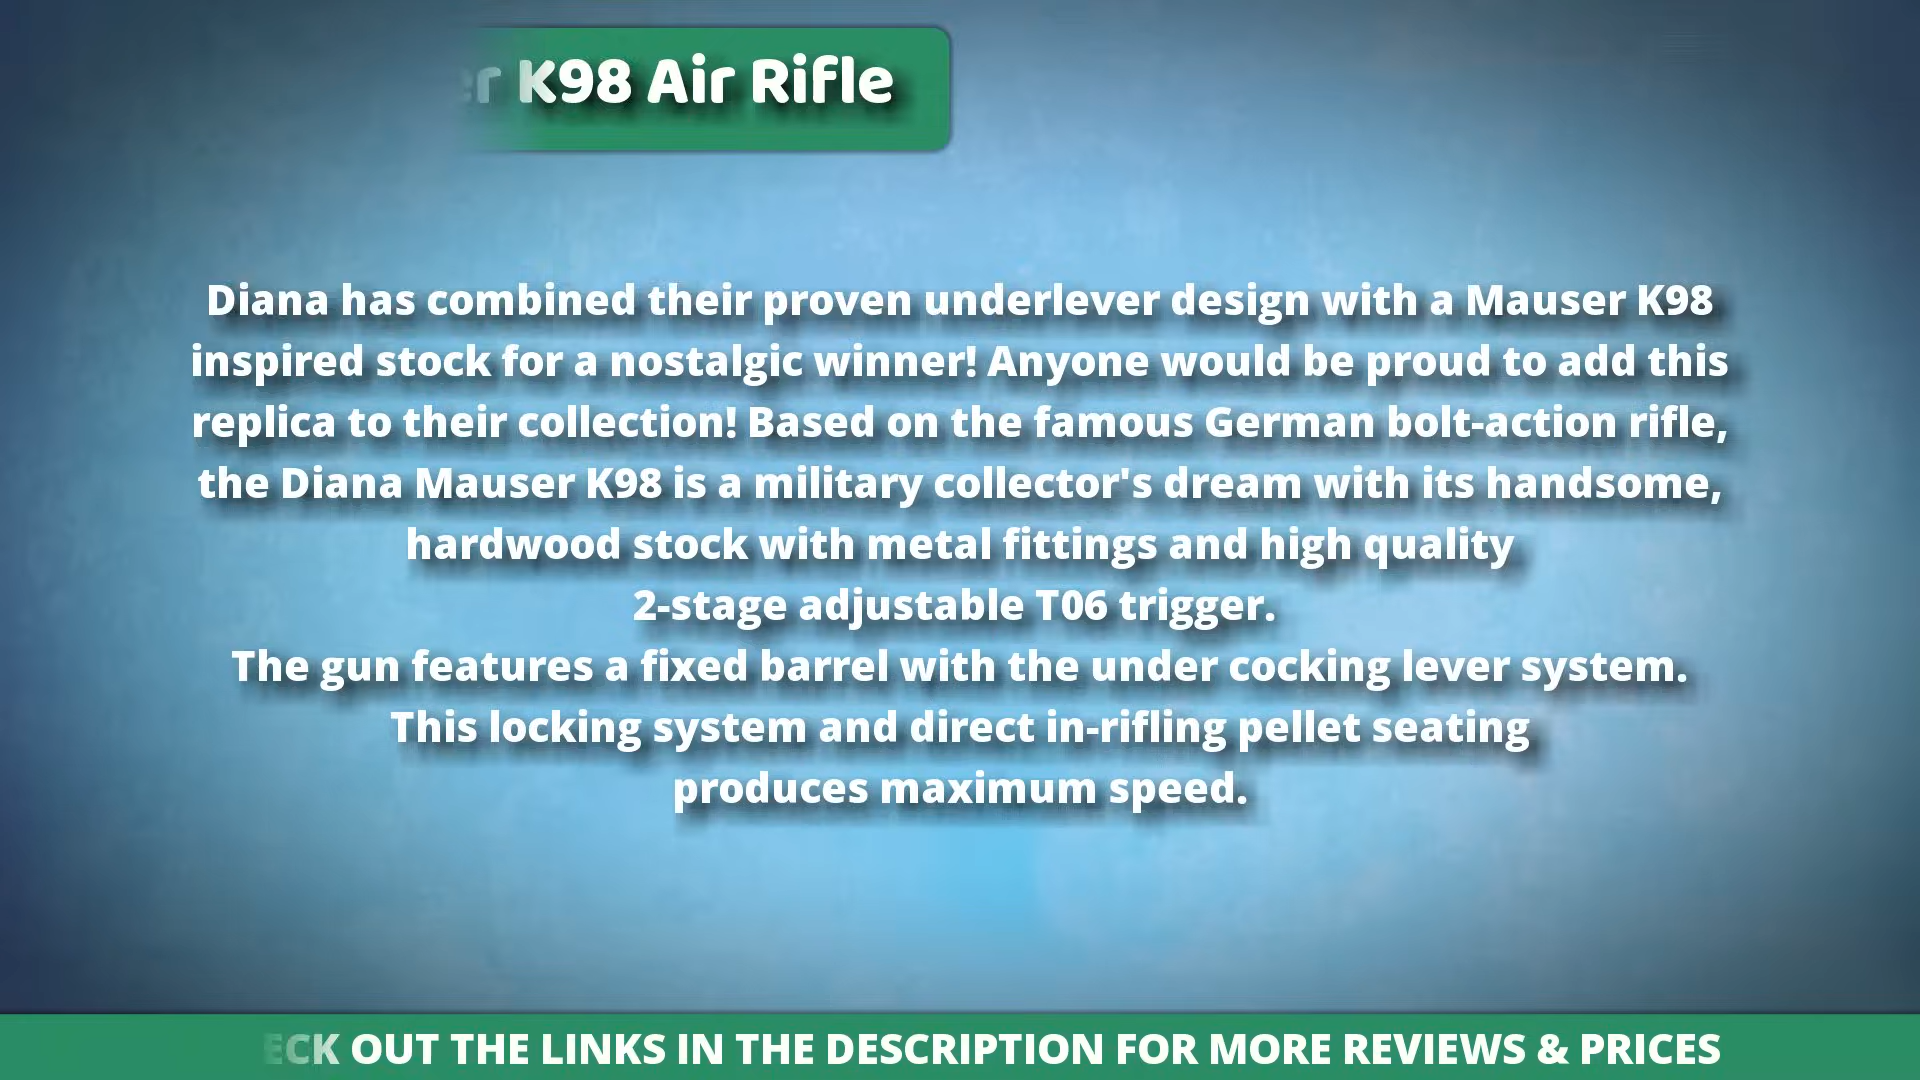 K98 Air Rifle
Diana has combined their proven underlever design with a Mauser K98
inspired stock for a nostalgic winner! Anyone would be proud to add this
replica to their collection! Based on the famous German bolt-action rifle,
the Diana Mauser K98 is a military collector's dream with its handsome,
hardwood stock with metal fittings and high quality
2-stage adjustable T06 trigger.
The gun features a fixed barrel with the under cocking lever system.
This locking system and direct in-rifling pellet seating
produces maximum speed.
ECK OUT THE LINKS IN THE DESCRIPTION FOR MORE REVIEWS & PRICES